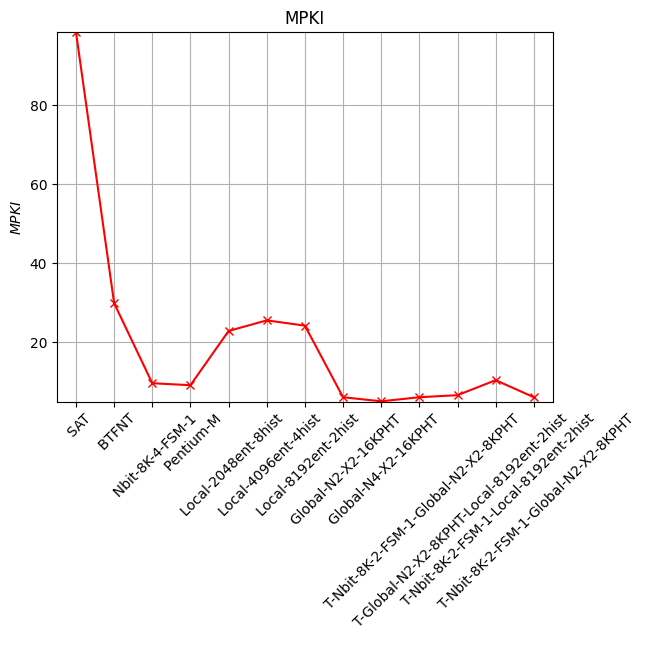 MPKI
MPKI
80
60
40
20
SAT
BTFNT
Nbit-8K-4-FSM-1
Pentium-M
Local-2048ent-8hist
Local-4096ent-4hist
Local-8192ent-2hist
Global-N2-X2-16KPHT
Global-N4-X2-16KPHT
T-Nbit-8K-2-FSM-1-Global-N2-X2-8KPHT
T-Global-N2-X2-8KPHT-Local-8192ent-2hist
T-Nbit-8K-2-FSM-1-Local-8192ent-2hist
T-Nbit-8K-2-FSM-1-Global-N2-X2-8KPHT